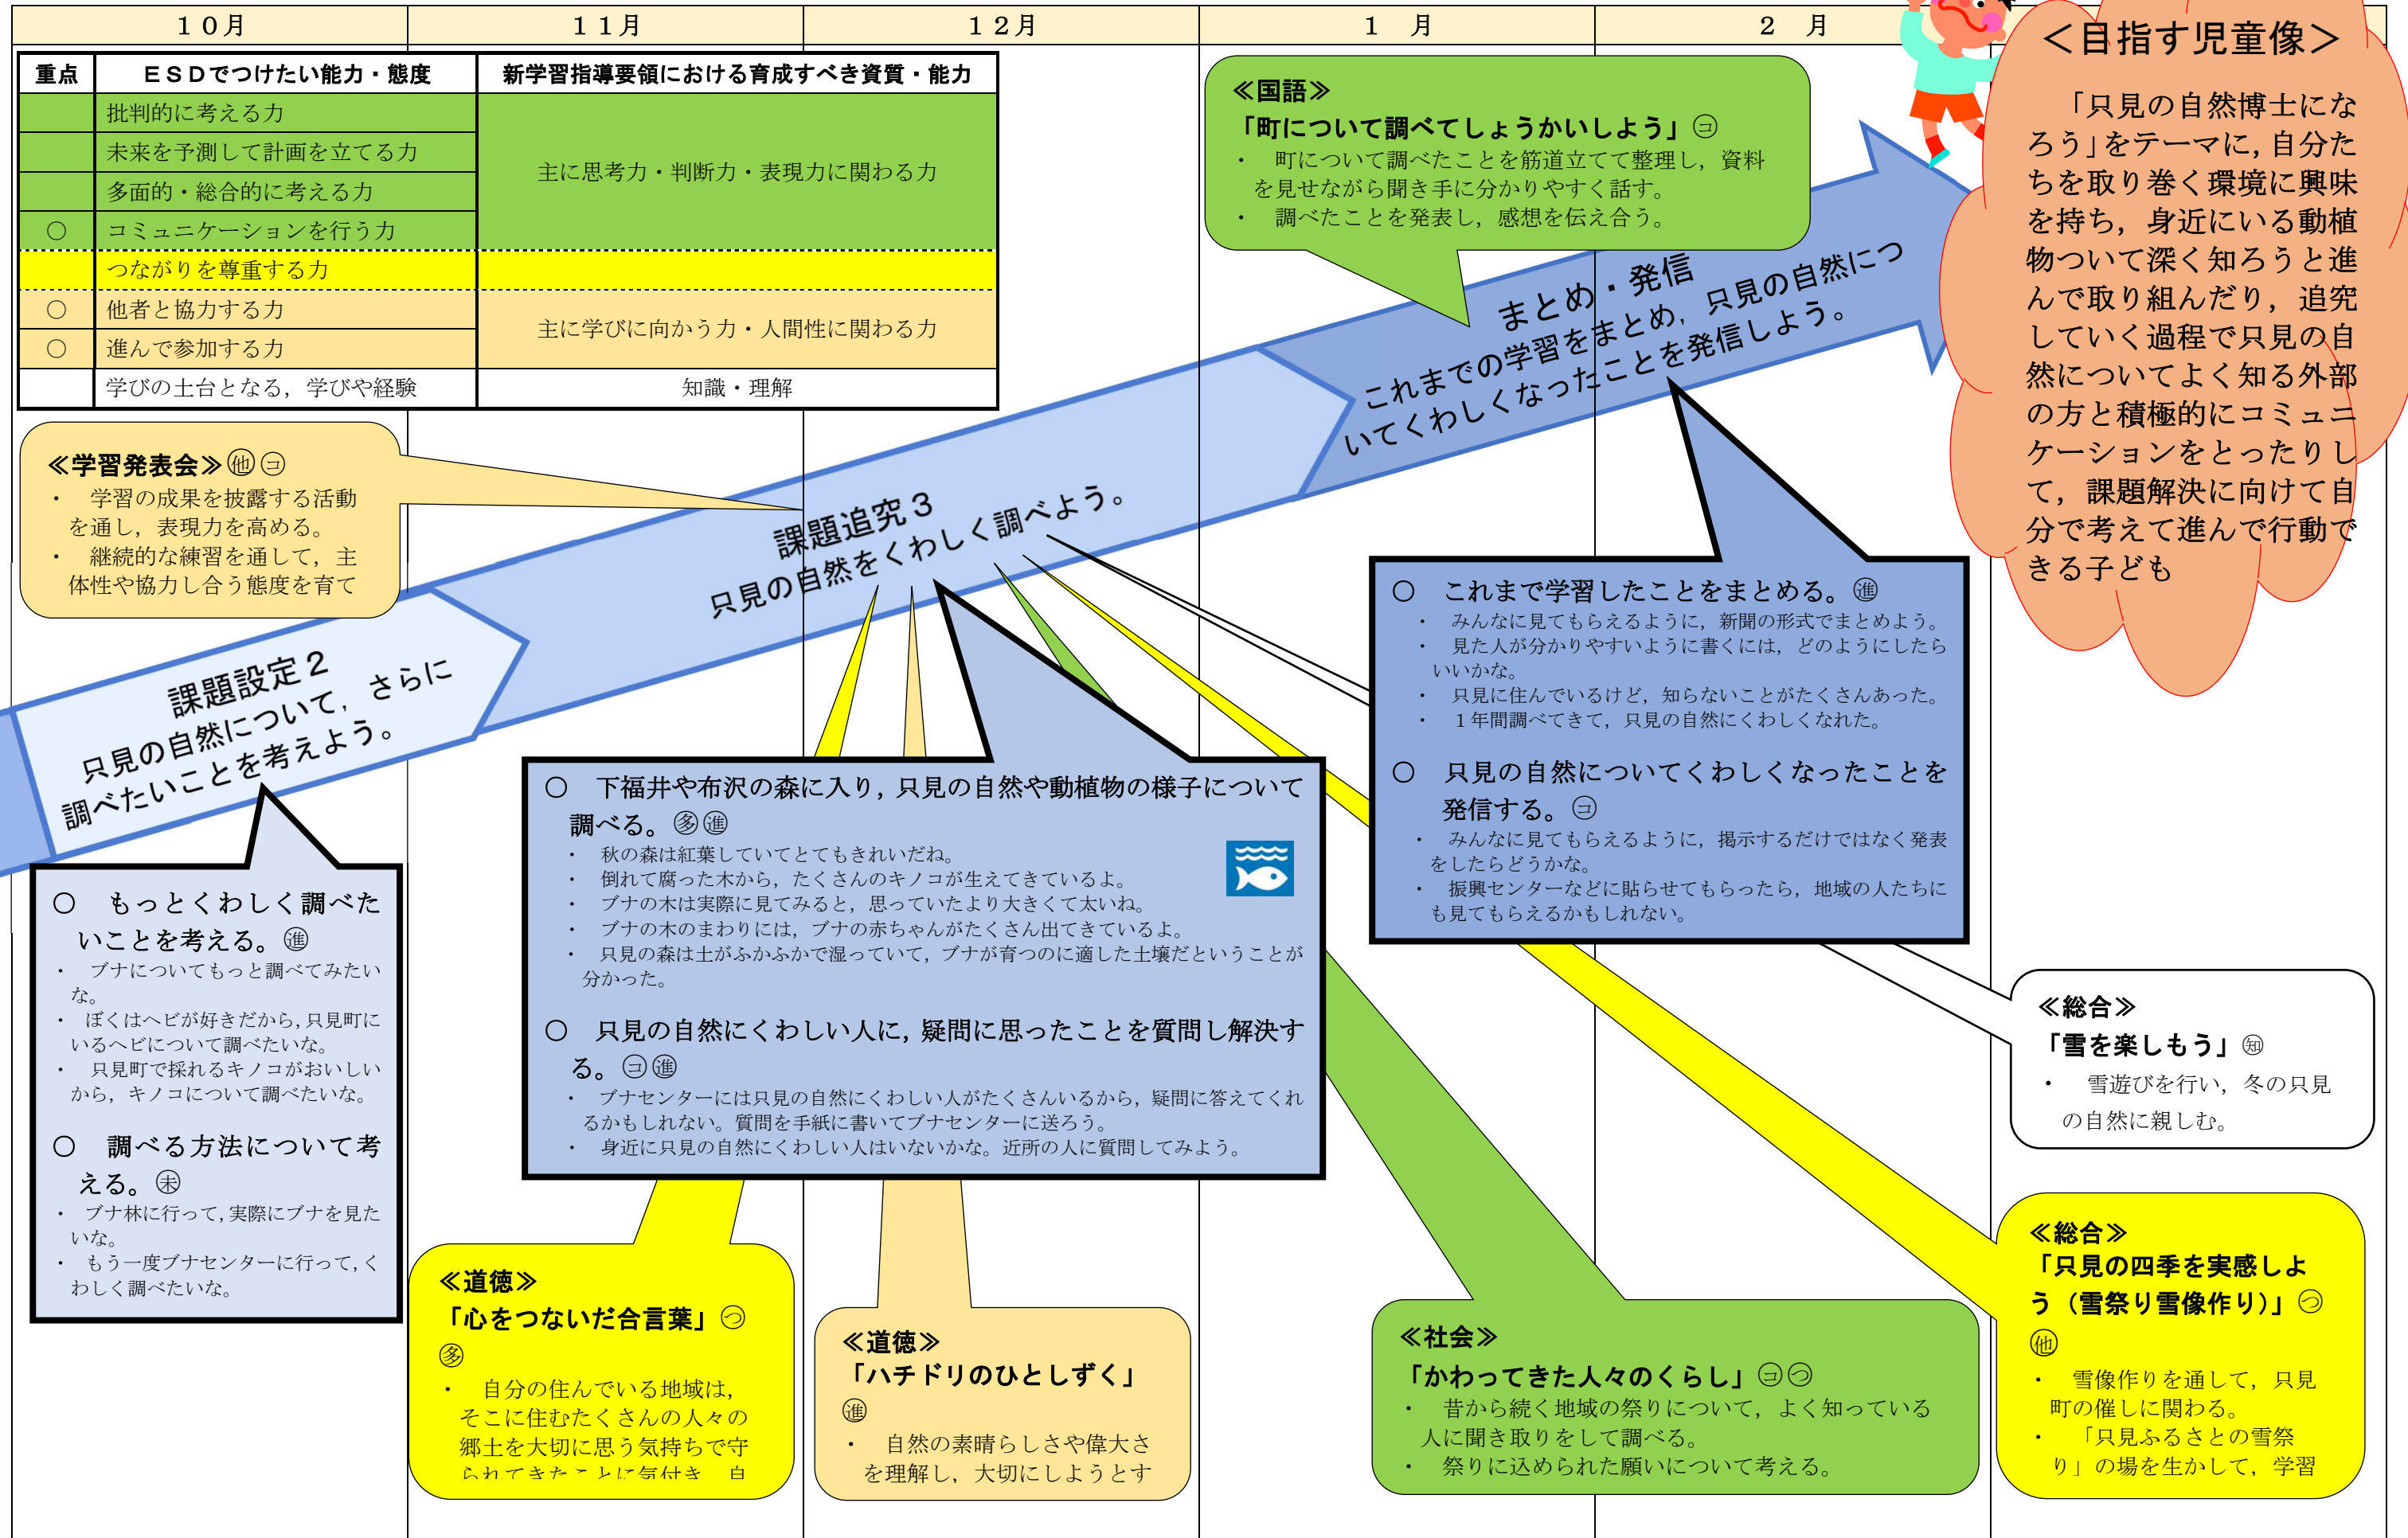 １０月
１１月
１２月
１　月
２　月
重点
ＥＳＤでつけたい能力・態度
新学習指導要領における育成すべき資質・能力
批判的に考える力
未来を予測して計画を立てる力
多面的・総合的に考える力
主に思考力・判断力・表現力に関わる力
○
コミュニケーションを行う力
つながりを尊重する力
○
他者と協力する力
主に学びに向かう力・人間性に関わる力
○
進んで参加する力
学びの土台となる，学びや経験
知識・理解
≪国語≫
「町について調べてしょうかいしよう」㋙
・　町について調べたことを筋道立てて整理し，資料
を見せながら聞き手に分かりやすく話す。
・　調べたことを発表し，感想を伝え合う。
＜目指す児童像＞
「只見の自然博士にな
ろう」をテーマに，自分た
ちを取り巻く環境に興味
を持ち，身近にいる動植
物ついて深く知ろうと進
んで取り組んだり，追究
していく過程で只見の自
然についてよく知る外部
の方と積極的にコミュニ
ケーションをとったりし
て，課題解決に向けて自
分で考えて進んで行動で
きる子ども
まとめ・発信
これまでの学習をまとめ，只見の自然につ
いてくわしくなったことを発信しよう。
≪学習発表会≫㊀他㋙
・　学習の成果を披露する活動
を通し，表現力を高める。
・　継続的な練習を通して，主
体性や協力し合う態度を育て
課題追究３
只見の自然をくわしく調べよう。
課題設定２
只見の自然について，さらに
調べたいことを考えよう。
○　もっとくわしく調べた
いことを考える。進
・　ブナについてもっと調べてみたい
な。
・　ぼくはヘビが好きだから，只見町に
いるヘビについて調べたいな。
・　只見町で採れるキノコがおいしい
から，キノコについて調べたいな。
○　調べる方法について考
える。未
・　ブナ林に行って，実際にブナを見た
いな。
・　もう一度ブナセンターに行って，く
わしく調べたいな。
○　下福井や布沢の森に入り，只見の自然や動植物の様子について
調べる。多進
・　秋の森は紅葉していてとてもきれいだね。
・　倒れて腐った木から，たくさんのキノコが生えてきているよ。
・　ブナの木は実際に見てみると，思っていたより大きくて太いね。
・　ブナの木のまわりには，ブナの赤ちゃんがたくさん出てきているよ。
・　只見の森は土がふかふかで湿っていて，ブナが育つのに適した土壌だということが
分かった。
○　只見の自然にくわしい人に，疑問に思ったことを質問し解決す
る。㋙進
・　ブナセンターには只見の自然にくわしい人がたくさんいるから，疑問に答えてくれ
るかもしれない。質問を手紙に書いてブナセンターに送ろう。
・　身近に只見の自然にくわしい人はいないかな。近所の人に質問してみよう。
○　これまで学習したことをまとめる。進
・　みんなに見てもらえるように，新聞の形式でまとめよう。
・　見た人が分かりやすいように書くには，どのようにしたら
いいかな。
・　只見に住んでいるけど，知らないことがたくさんあった。
・　１年間調べてきて，只見の自然にくわしくなれた。
○　只見の自然についてくわしくなったことを
発信する。㋙
・　みんなに見てもらえるように，掲示するだけではなく発表
をしたらどうかな。
・　振興センターなどに貼らせてもらったら，地域の人たちに
も見てもらえるかもしれない。
≪道徳≫
「心をつないだ合言葉」㋡
多
・　自分の住んでいる地域は，
そこに住むたくさんの人々の
郷土を大切に思う気持ちで守
られてきたことに気付き　自
≪道徳≫
「ハチドリのひとしずく」
進
・　自然の素晴らしさや偉大さ
を理解し，大切にしようとす
≪社会≫
「かわってきた人々のくらし」㋙㋡
・　昔から続く地域の祭りについて，よく知っている
人に聞き取りをして調べる。
・　祭りに込められた願いについて考える。
≪総合≫
「雪を楽しもう」知
・　雪遊びを行い，冬の只見
の自然に親しむ。
≪総合≫
「只見の四季を実感しよ
う（雪祭り雪像作り）」㋡
他
・　雪像作りを通して，只見
町の催しに関わる。
・　「只見ふるさとの雪祭
り」の場を生かして，学習